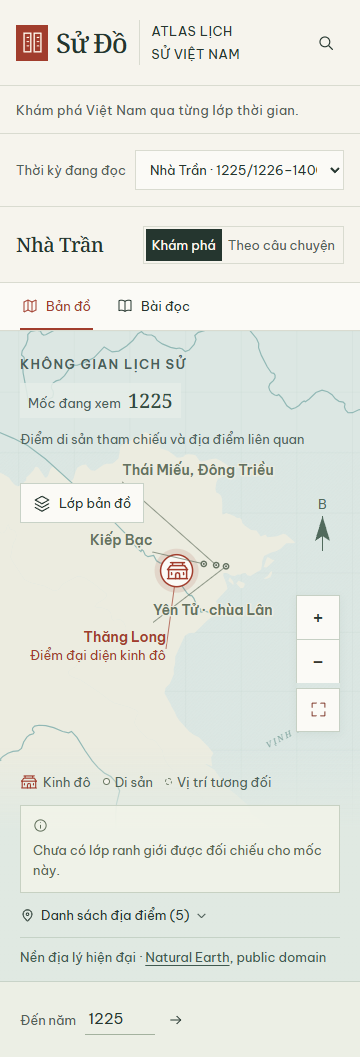 Sử Đồ
ATLAS LỊCH
SỬ VIỆT NAM
Khám phá Việt Nam qua từng lớp thời gian.
Thời kỳ đang đọc
Nhà Trần · 1225/1226–1400
Nhà Trần
Khám phá
Theo câu chuyện
Bản đồ
Bài đọc
KHÔNG GIAN LỊCH SỬ
Mốc đang xem 1225
Điểm di sản tham chiếu và địa điểm liên quan
Thái Miếu, Đông Triều
Lớp bản đồ
B
Kiếp Bạc
Yên Tử · chùa Lân
+
Thăng Long
Điểm đại diện kinh đô
−
VỊNH
Kinh đô
Di sản
Vị trí tương đối
Chưa có lớp ranh giới được đối chiếu cho mốc
này.
Danh sách địa điểm (5)
Nền địa lý hiện đại · Natural Earth, public domain
Đến năm 1225 →